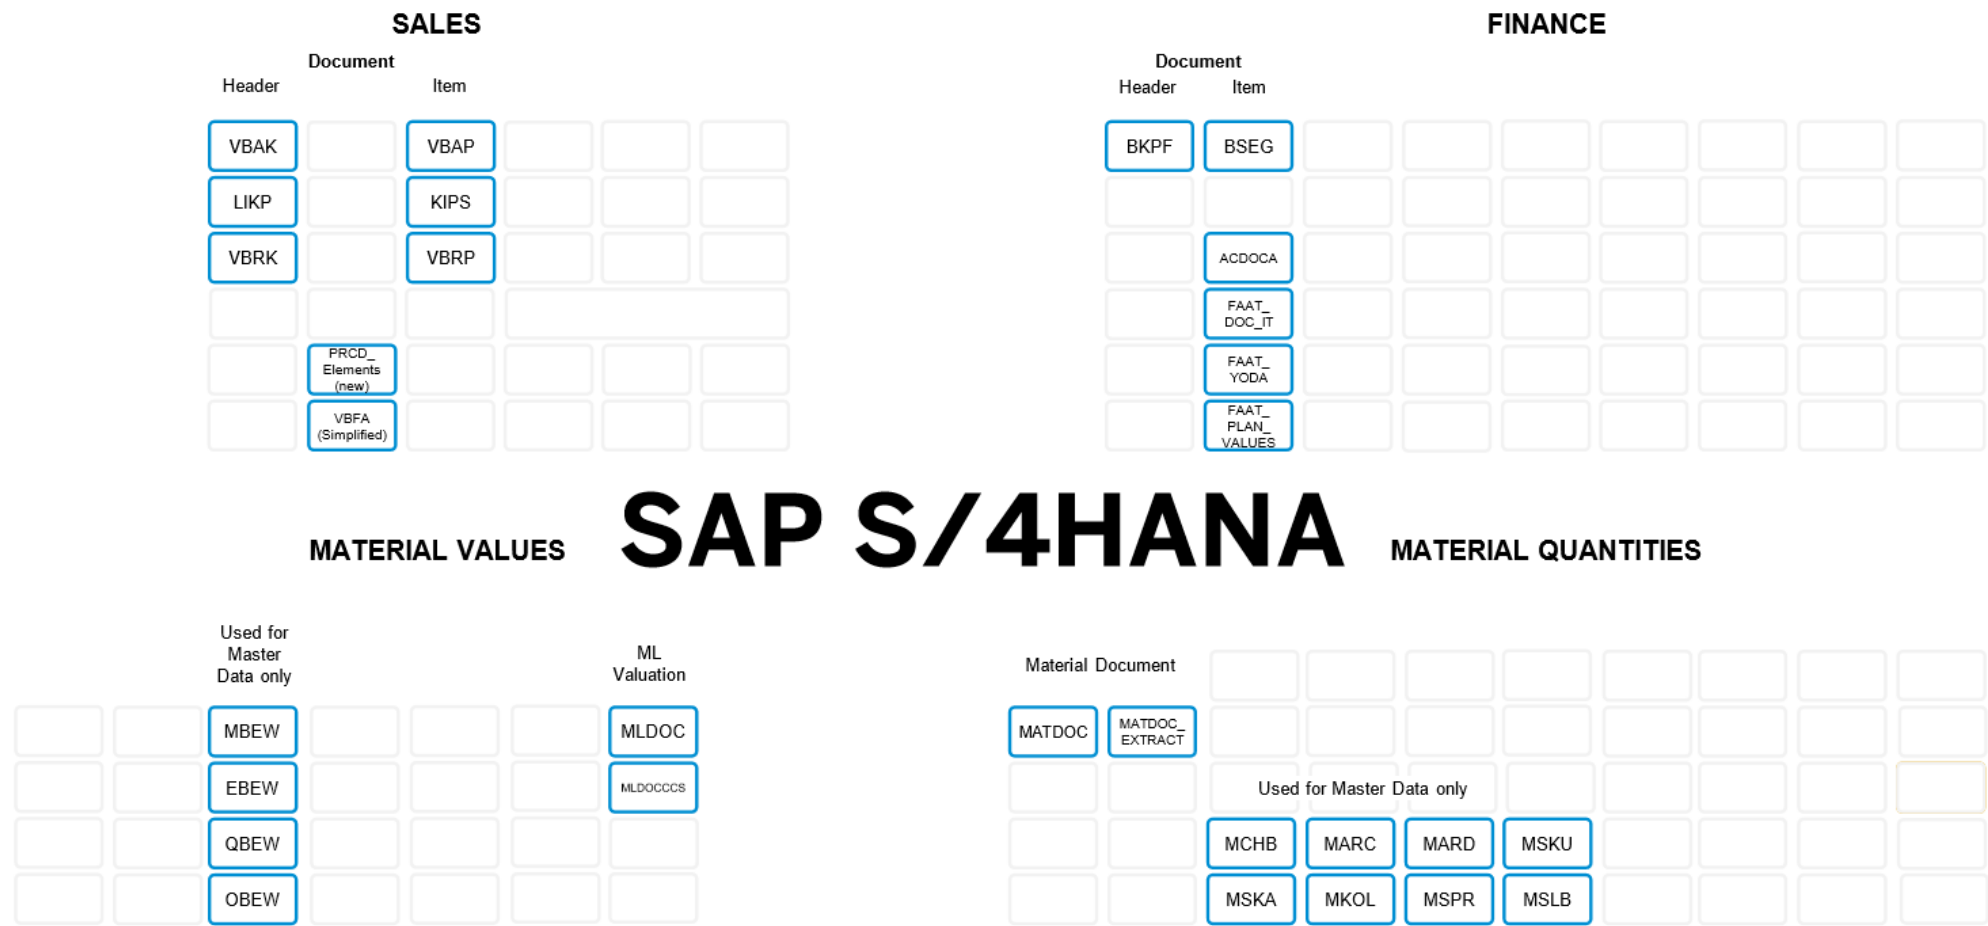 SALES
Document
Header Item
VBAK VBAP
LIKP KIPS
VBRK VBRP
PRCD_
Elements
(new)
VBFA
(Simplified)
FINANCE
Document
Header Item
BKPF BSEG
ACDOCA
FAAT_
DOC_IT
FAAT_
YODA
FAAT_
PLAN_
VALUES
SAP S/4HANA
MATERIAL VALUES
Used for
Master
Data only
ML
Valuation
MBEW MLDOC
EBEW MLDOCCCS
QBEW
OBEW
MATERIAL QUANTITIES
Material Document
MATDOC
MATDOC_
EXTRACT
Used for Master Data only
MCHB MARC MARD MSKU
MSKA MKOL MSPR MSLB